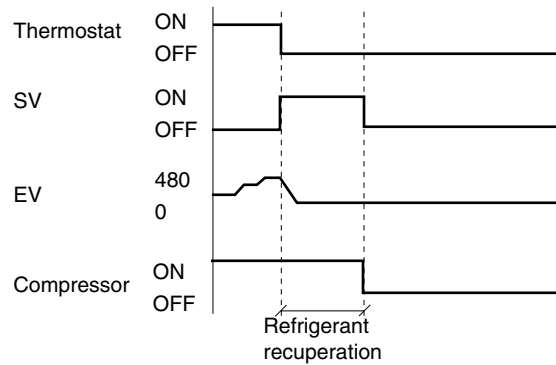 Thermostat
ON
OFF
SV
ON
OFF
EV
480
0
Compressor
ON
OFF
Refrigerant
recuperation